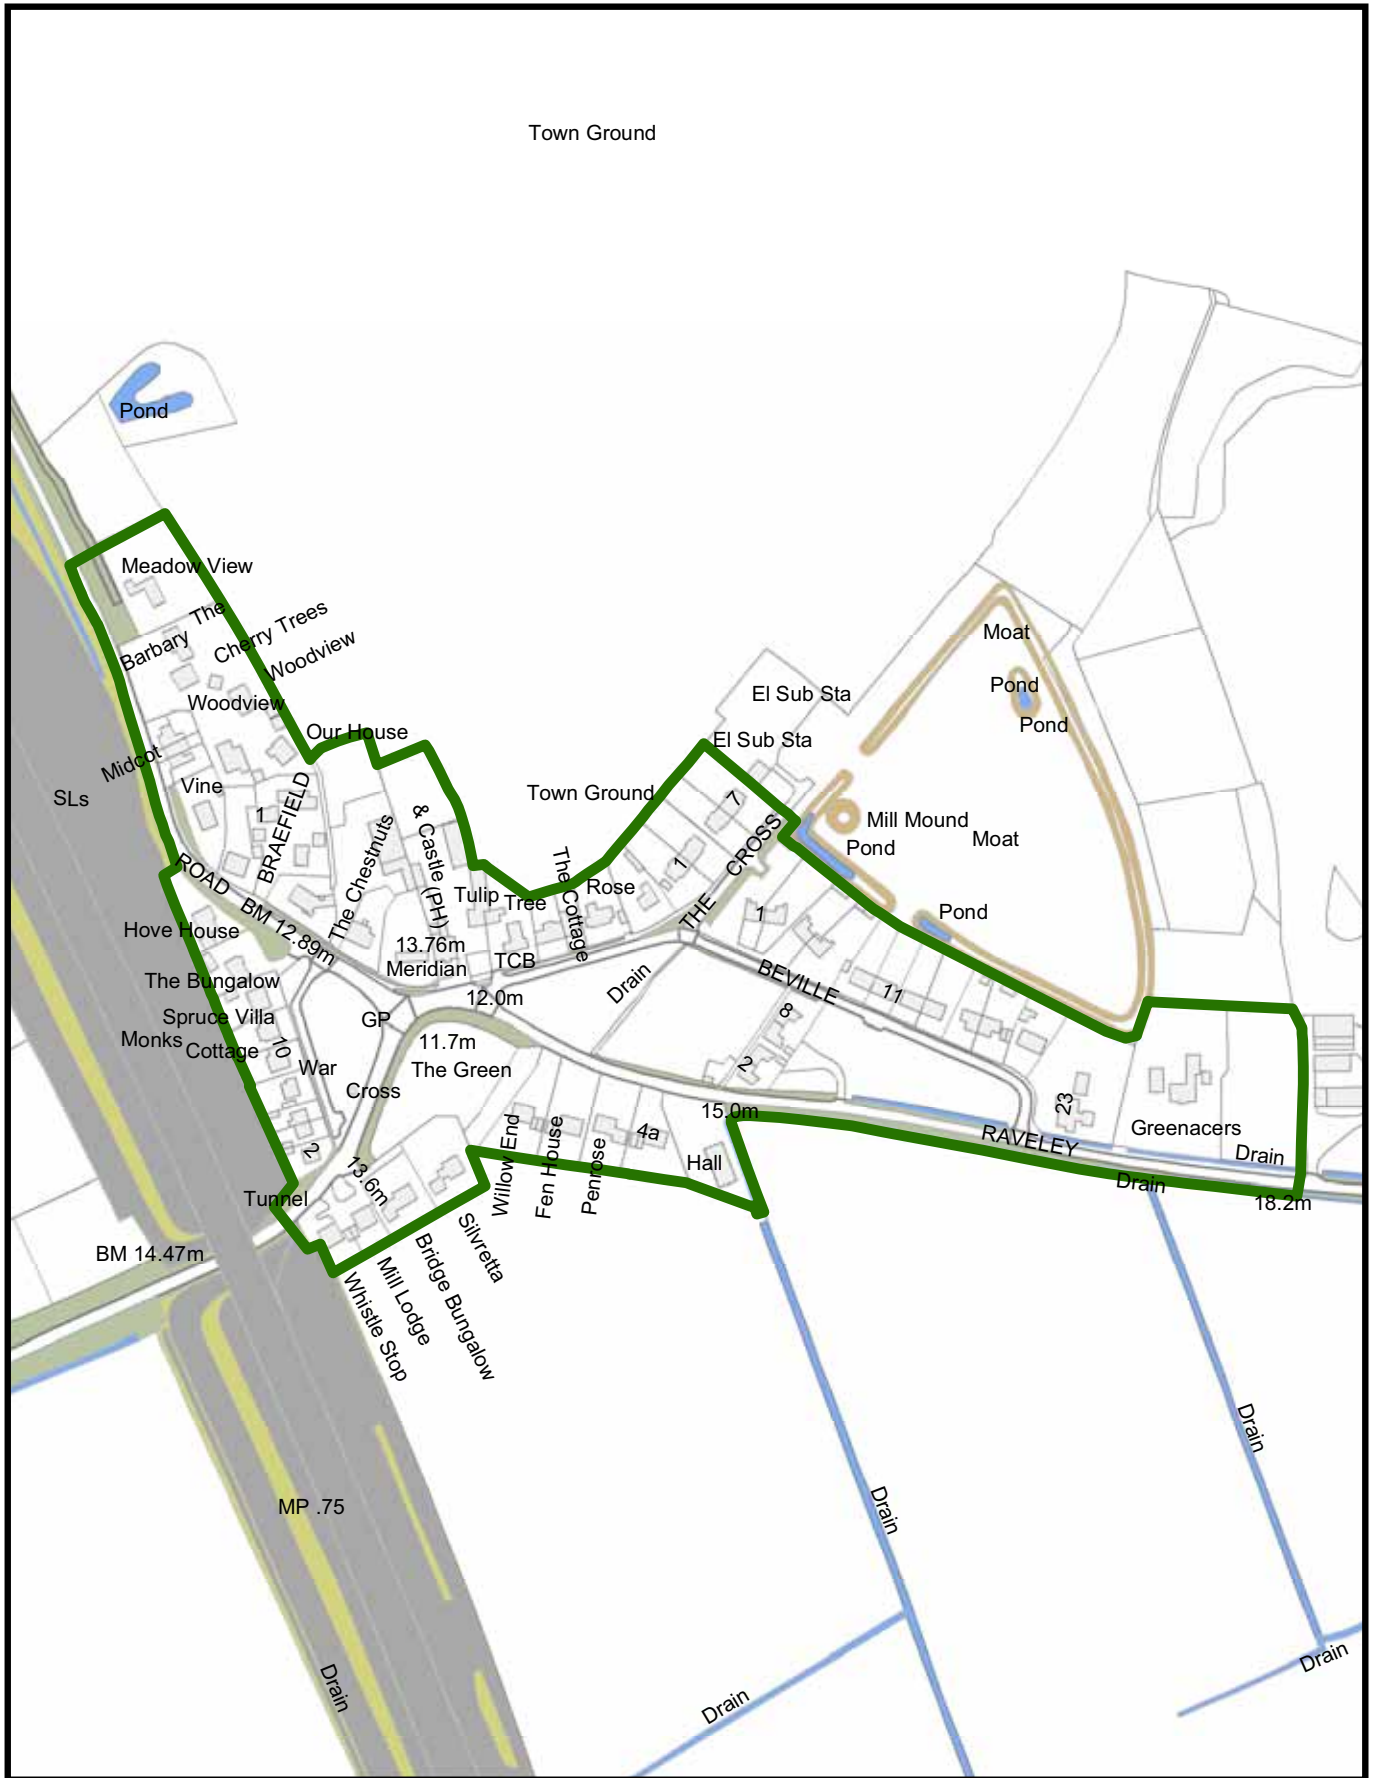 Town Ground
Pond
Meadow View
The
Barbary
Cherry Trees
Woodview
Woodview
Our House
Midcot
Vine
SLs
1
BRAEFIELD
ROAD
BM 12.89m
The Chestnuts
& Castle (PH)
Tulip
Tree
The Cottage
Rose
Town Ground
El Sub Sta
El Sub Sta
7
1
THE
CROSS
Moat
Pond
Pond
Mill Mound
Moat
Pond
Pond
Hove House
The Bungalow
Spruce Villa
Monks
Cottage
10
13.76m
Meridian
TCB
12.0m
Drain
1
BEVILLE
11
8
2
GP
11.7m
The Green
War
Cross
2
13.6m
Tunnel
BM 14.47m
Willow End
Fen House
Penrose
4a
15.0m
Hall
23
RAVELEY
Greenacers
Drain
Drain
18.2m
Silvretta
Bridge Bungalow
Mill Lodge
Whistle Stop
MP .75
Drain
Drain
Drain
Drain
Drain